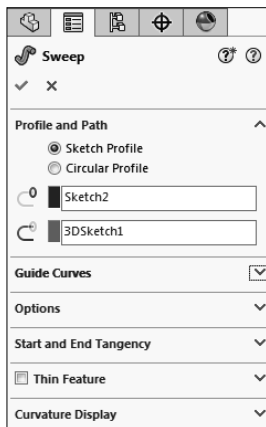 Sweep
Profile and Path
Sketch Profile
Circular Profile
Sketch2
3DSketch1
Guide Curves
Options
Start and End Tangency
Thin Feature
Curvature Display